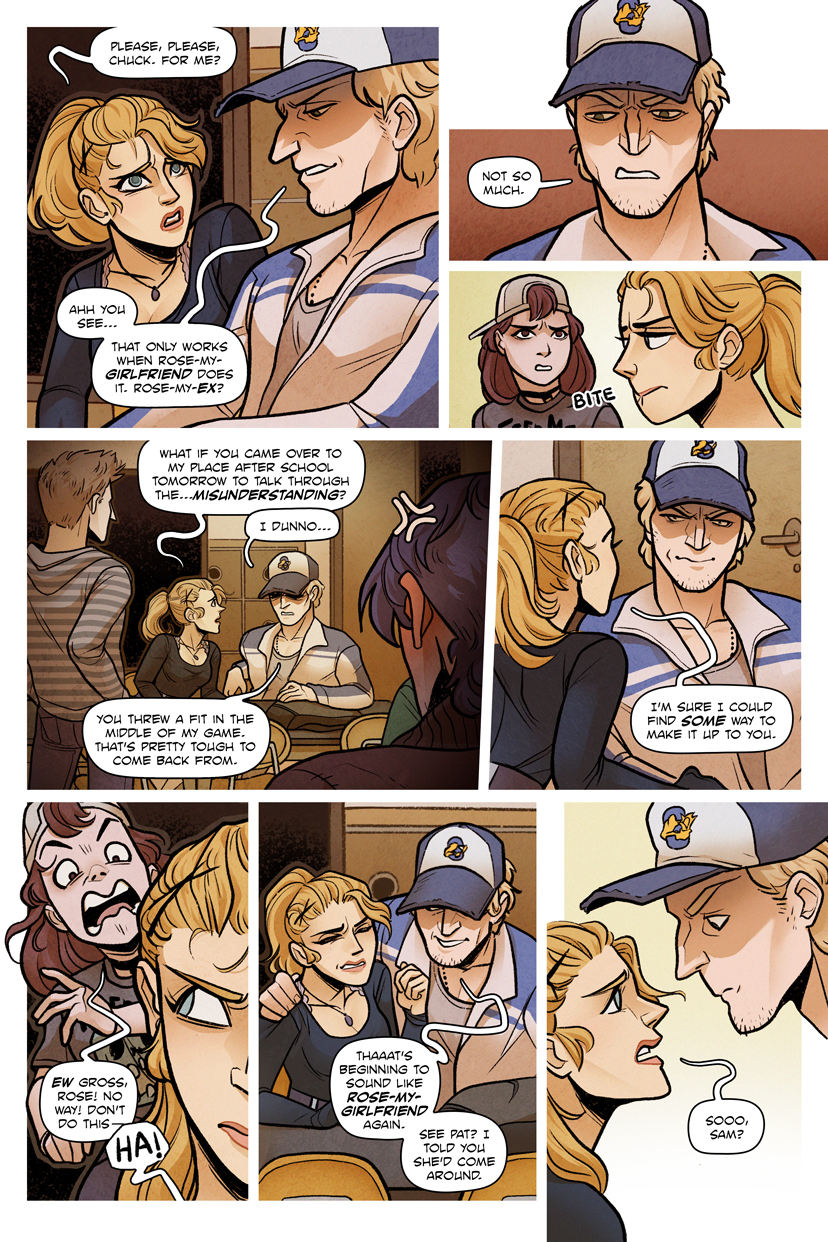 PLEASE, PLEASE,
CHUCK. FOR ME?
AHH YOU
SEE...
THAT ONLY WORKS
WHEN ROSE-MY-
GIRLFRIEND DOES
IT. ROSE-MY-EX?
NOT SO
MUCH.
BITE
WHAT IF YOU CAME OVER TO
MY PLACE AFTER SCHOOL
TOMORROW TO TALK THROUGH
THE...MISUNDERSTANDING?
I DUNNO...
YOU THREW A FIT IN THE
MIDDLE OF MY GAME.
THAT'S PRETTY TOUGH TO
COME BACK FROM.
I'M SURE I COULD
FIND SOME WAY TO
MAKE IT UP TO YOU.
EW GROSS,
ROSE! NO
WAY! DON'T
DO THIS—
HA!
THAAAT'S
BEGINNING TO
SOUND LIKE
ROSE-MY-
GIRLFRIEND
AGAIN.
SEE PAT? I
TOLD YOU
SHE'D COME
AROUND.
SOOO,
SAM?